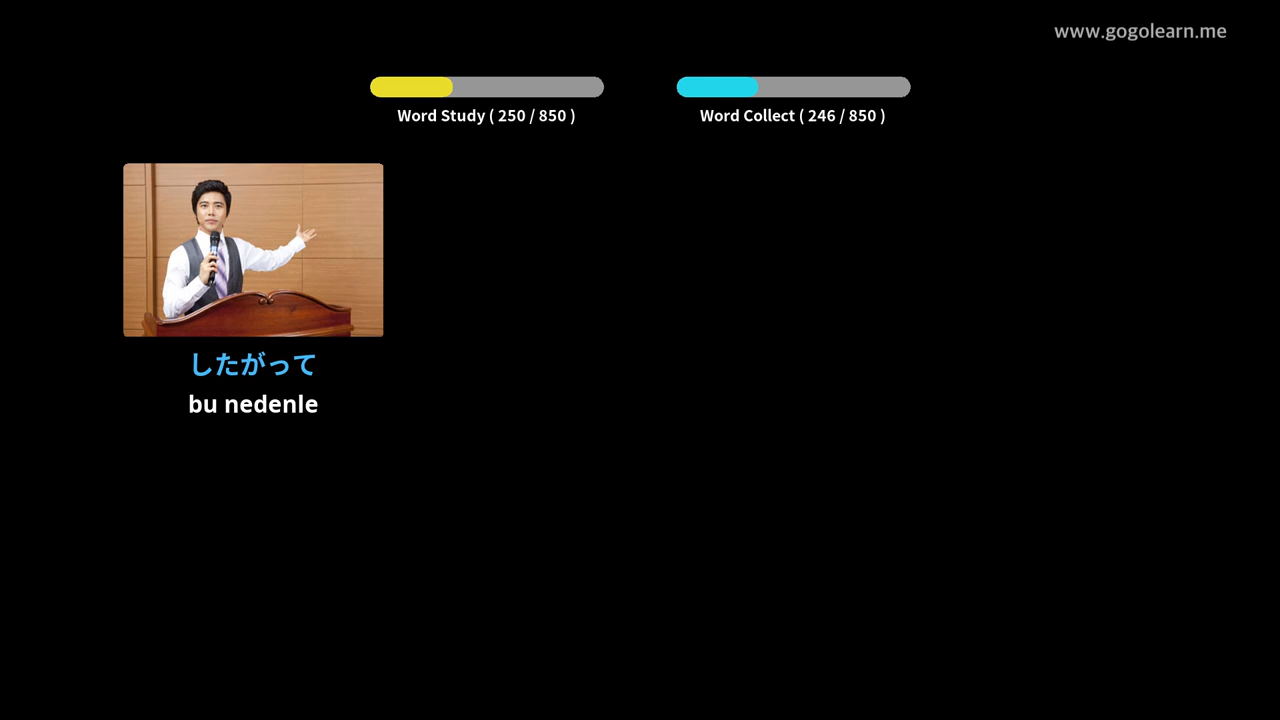 www.gogolearn.me
Word Study ( 250 / 850 )
Word Collect ( 246 / 850 )
したがって
bu nedenle